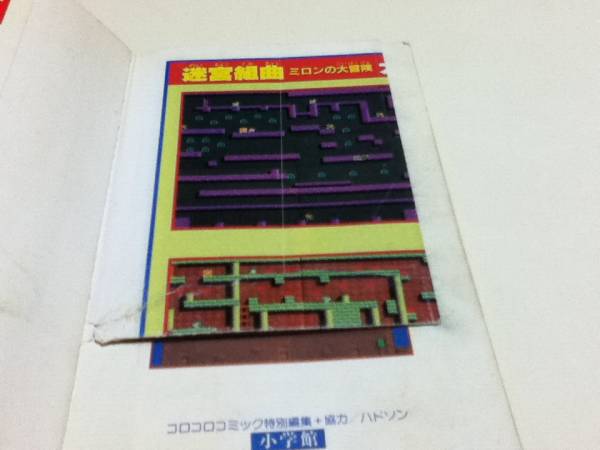 迷宮組曲 ミロンの大冒険
コロコロコミック特別編集+協力/ハドソン
小学館